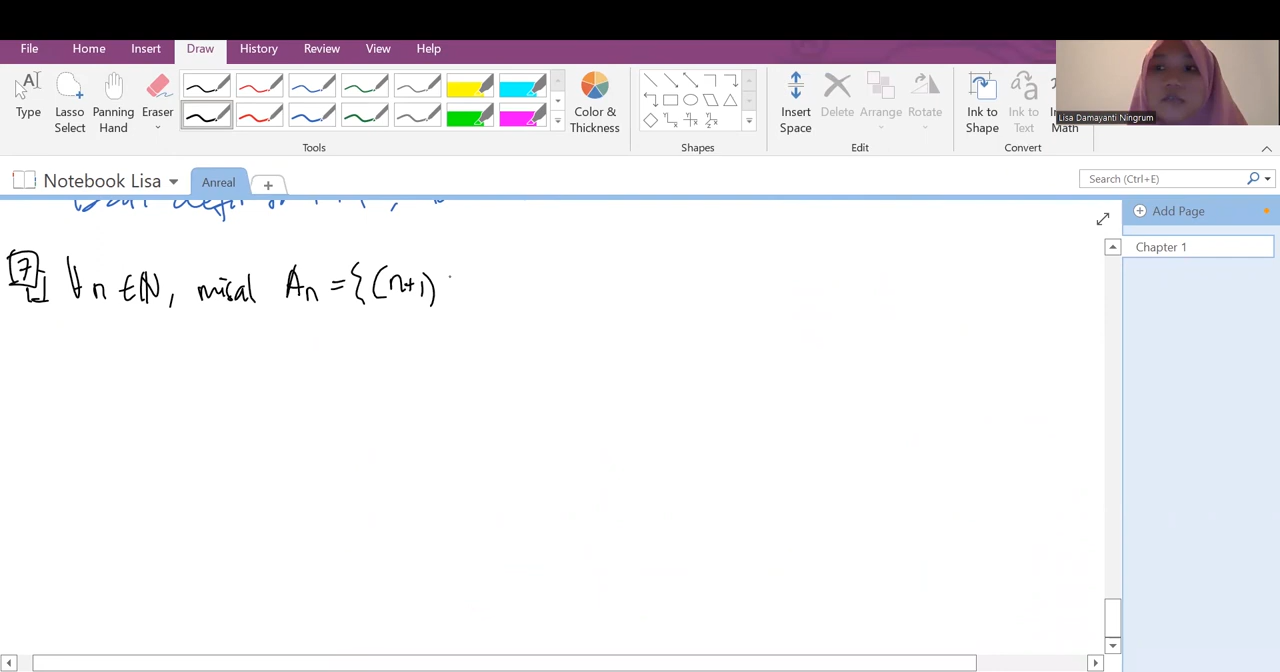 File Home Insert Draw History Review View Help
Type Lasso Select Panning Hand Eraser Color & Thickness Insert Space Delete Arrange Rotate Ink to Shape Ink to Text Math
Lisa Damayanti Ningrum
Tools Shapes Edit Convert
Notebook Lisa Anreal + Search (Ctrl+E)
Add Page
Chapter 1
7 ∀n ∈ ℕ, misal Aₙ = {(n+1)